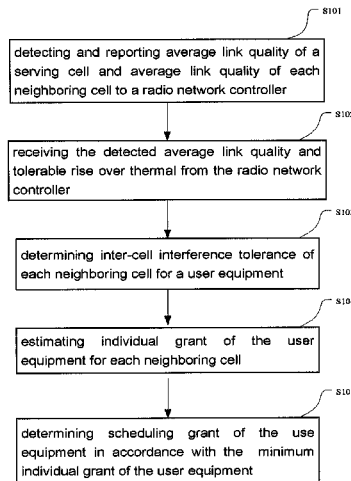 S101
detecting and reporting average link quality of a
serving cell and average link quality of each
neighboring cell to a radio network controller
S10
receiving the detected average link quality and
tolerable rise over thermal from the radio network
controller
S10
determining inter-cell interference tolerance of
each neighboring cell for a user equipment
S10
estimating individual grant of the user
equipment for each neighboring cell
S10
determining scheduling grant of the use
equipment in accordance with the minimum
individual grant of the user equipment